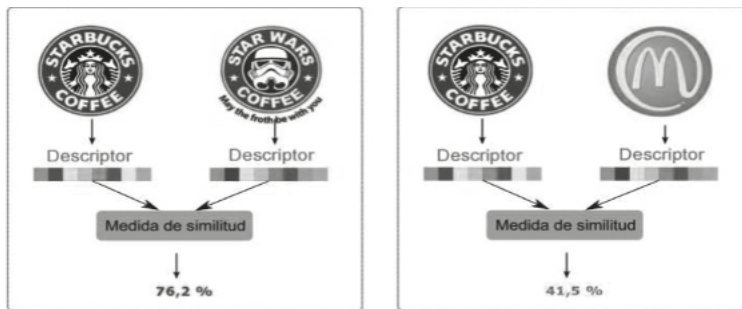 STARBUCKS
COFFEE
STAR WARS
COFFEE
May the froth be with you
Descriptor
Descriptor
Medida de similitud
76,2 %
STARBUCKS
COFFEE
M
Descriptor
Descriptor
Medida de similitud
41,5 %